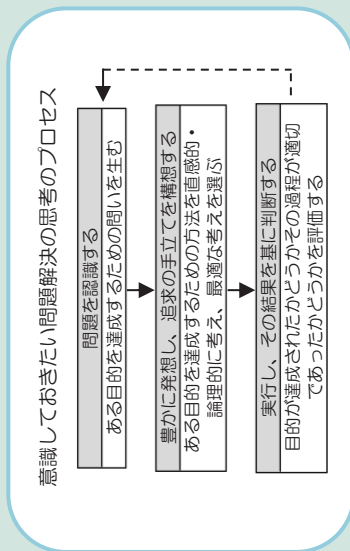 意識しておきたい問題解決の思考のプロセス
問題を認識する
ある目的を達成するための問いを生む
豊かに発想し、追求の手立てを構想する
ある目的を達成するための方法を直感的・
論理的に考え、最適な考えを選ぶ
実行し、その結果を基に判断する
目的が達成されたかどうかその過程が適切
であったかどうかを評価する